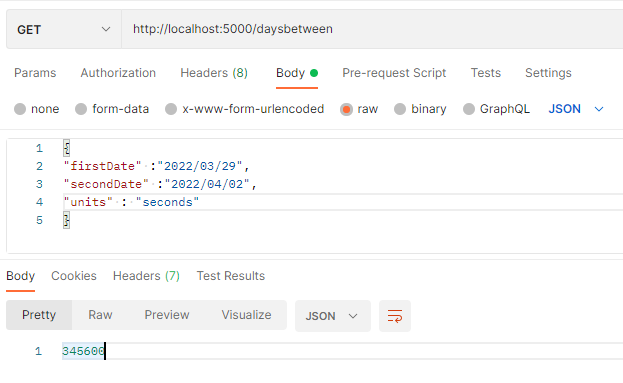 GET http://localhost:5000/daysbetween
Params Authorization Headers (8) Body Pre-request Script Tests Settings
none form-data x-www-form-urlencoded raw binary GraphQL JSON
1 {
2 "firstDate" :"2022/03/29",
3 "secondDate" :"2022/04/02",
4 "units" : "seconds"
5 }
Body Cookies Headers (7) Test Results
Pretty Raw Preview Visualize JSON
1 345600